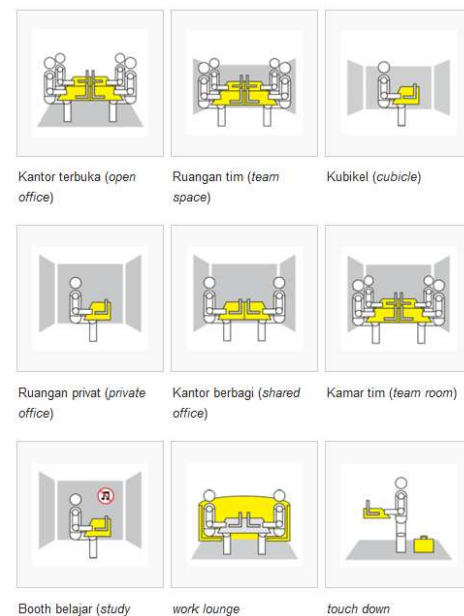 Kantor terbuka (open
office)
Ruangan tim (team
space)
Kubikel (cubicle)
Ruangan privat (private
office)
Kantor berbagi (shared
office)
Kamar tim (team room)
Booth belajar (study
work lounge
touch down